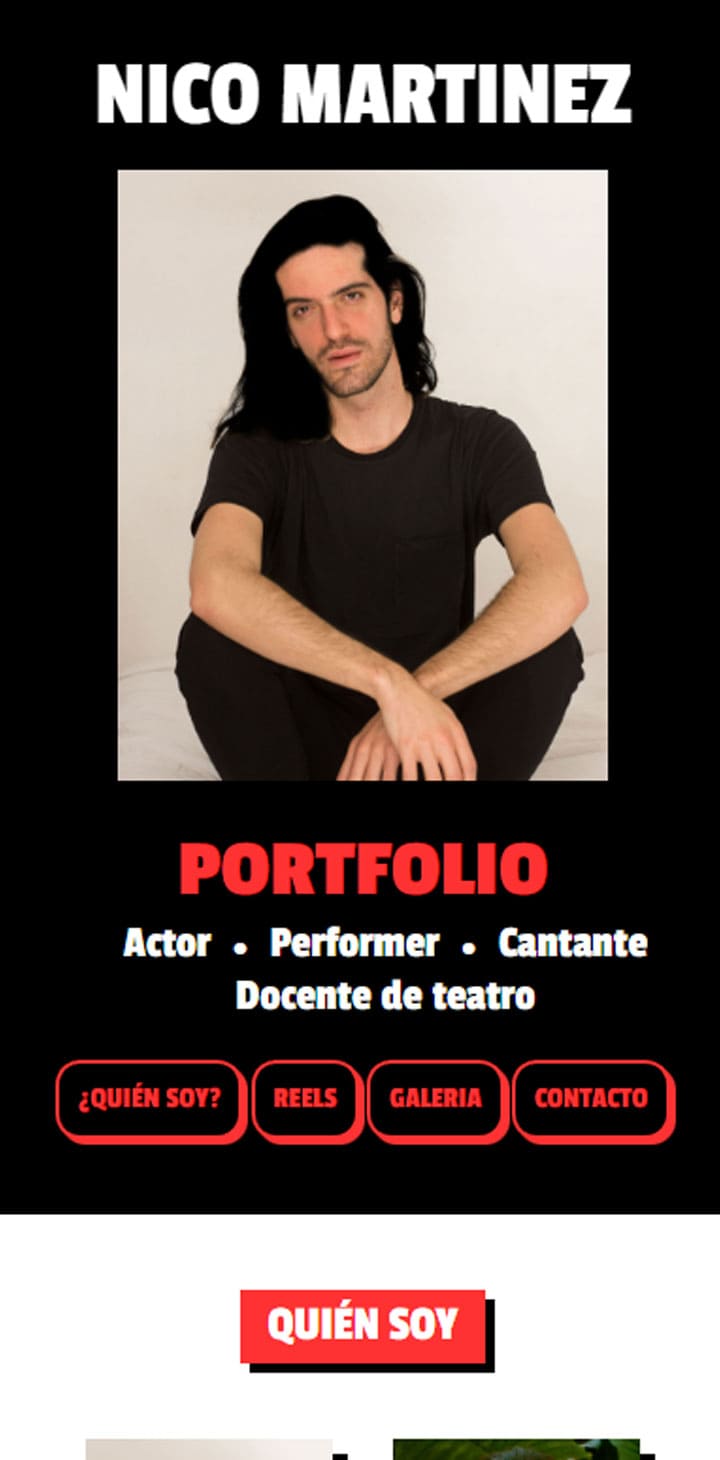 NICO MARTINEZ
PORTFOLIO
Actor • Performer • Cantante
Docente de teatro
¿QUIÉN SOY? REELS GALERIA CONTACTO
QUIÉN SOY